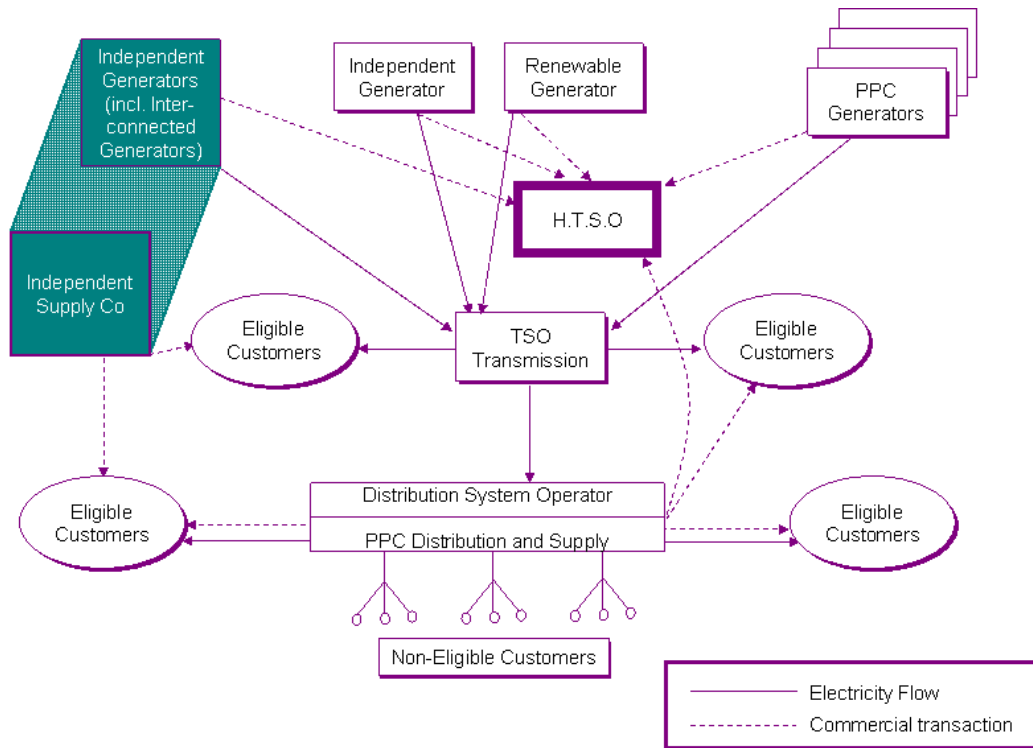 Independent
Generators
(incl. Inter-
connected
Generators)
Independent
Generator
Renewable
Generator
PPC
Generators
H.T.S.O
Independent
Supply Co
Eligible
Customers
TSO
Transmission
Eligible
Customers
Eligible
Customers
Distribution System Operator
PPC Distribution and Supply
Eligible
Customers
Non-Eligible Customers
Electricity Flow
Commercial transaction